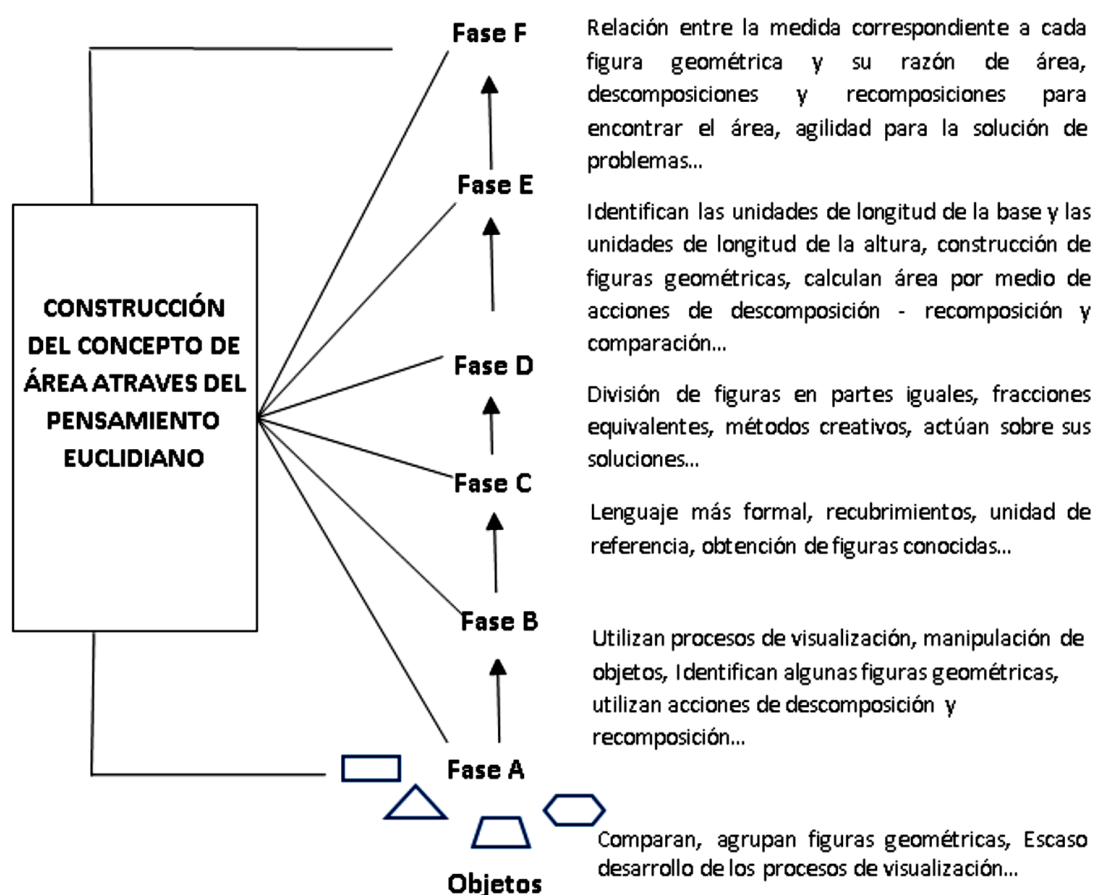 Fase F
Relación entre la medida correspondiente a cada
figura geométrica y su razón de área,
descomposiciones y recomposiciones para
encontrar el área, agilidad para la solución de
problemas...
Fase E
Identifican las unidades de longitud de la base y las
unidades de longitud de la altura, construcción de
figuras geométricas, calculan área por medio de
acciones de descomposición - recomposición y
comparación...
CONSTRUCCIÓN
DEL CONCEPTO DE
ÁREA ATRAVES DEL
PENSAMIENTO
EUCLIDIANO
Fase D
División de figuras en partes iguales, fracciones
equivalentes, métodos creativos, actúan sobre sus
soluciones...
Fase C
Lenguaje más formal, recubrimientos, unidad de
referencia, obtención de figuras conocidas...
Fase B
Utilizan procesos de visualización, manipulación de
objetos, Identifican algunas figuras geométricas,
utilizan acciones de descomposición y
recomposición...
Fase A
Comparan, agrupan figuras geométricas, Escaso
desarrollo de los procesos de visualización...
Objetos